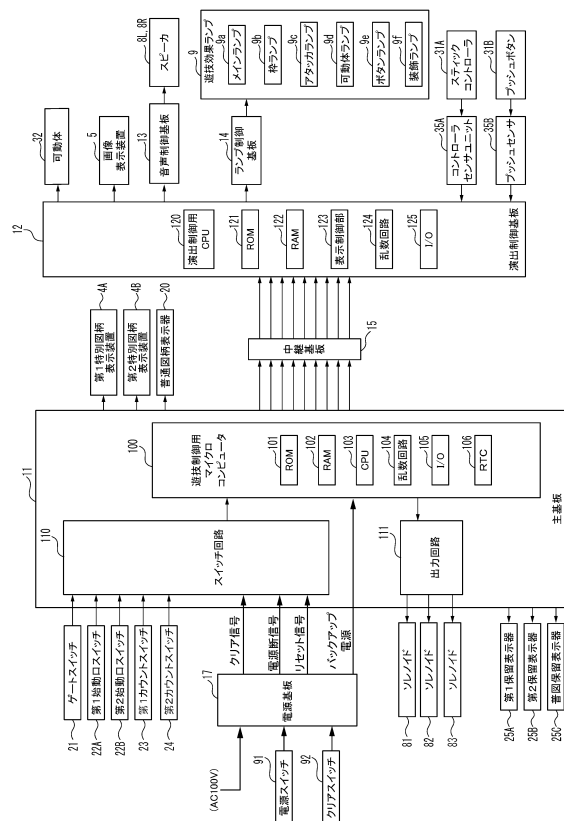 12
32
可動体
5
画像
表示装置
13
音声制御基板
8L, 8R
スピーカ
14
ランプ制御
基板
9
遊技効果ランプ
9a
メインランプ
9b
枠ランプ
9c
アタッカランプ
9d
可動体ランプ
9e
ボタンランプ
9f
装飾ランプ
35A
コントローラ
センサユニット
31A
スティック
コントローラ
35B
プッシュセンサ
31B
プッシュボタン
120
演出制御用
CPU
121
ROM
122
RAM
123
表示制御部
124
乱数回路
125
I/O
演出制御基板
4A
第1特別図柄
表示装置
4B
第2特別図柄
表示装置
20
普通図柄表示器
中継基板
15
11
100
遊技制御用
マイクロ
コンピュータ
101
ROM
102
RAM
103
CPU
104
乱数回路
105
I/O
106
RTC
主基板
110
スイッチ回路
111
出力回路
ゲートスイッチ
21
第1始動口スイッチ
22A
第2始動口スイッチ
22B
第1カウントスイッチ
23
第2カウントスイッチ
24
クリア信号
電源断信号
リセット信号
バックアップ
電源
17
電源基板
(AC100V)
91
電源スイッチ
92
クリアスイッチ
ソレノイド
81
ソレノイド
82
ソレノイド
83
第1保留表示器
25A
第2保留表示器
25B
普図保留表示器
25C